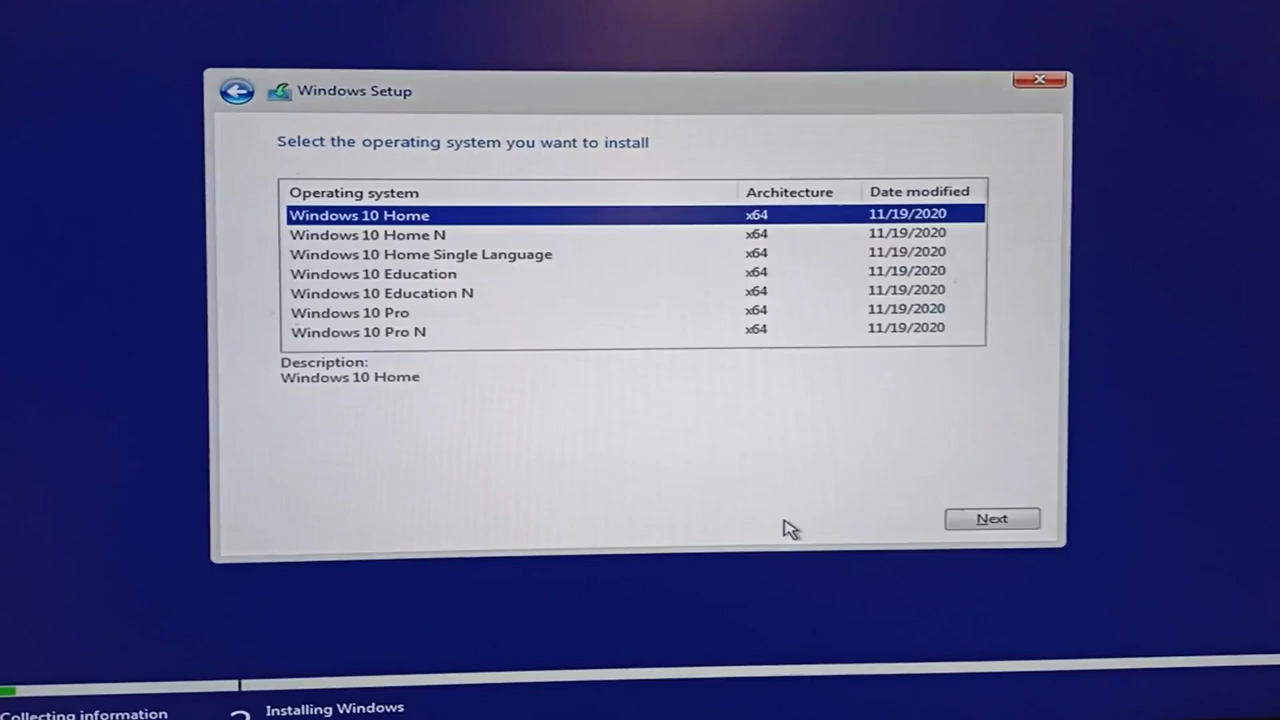 Windows Setup
Select the operating system you want to install
Operating system Architecture Date modified
Windows 10 Home x64 11/19/2020
Windows 10 Home N x64 11/19/2020
Windows 10 Home Single Language x64 11/19/2020
Windows 10 Education x64 11/19/2020
Windows 10 Education N x64 11/19/2020
Windows 10 Pro x64 11/19/2020
Windows 10 Pro N x64 11/19/2020
Description:
Windows 10 Home
Next
Collecting information 2 Installing Windows